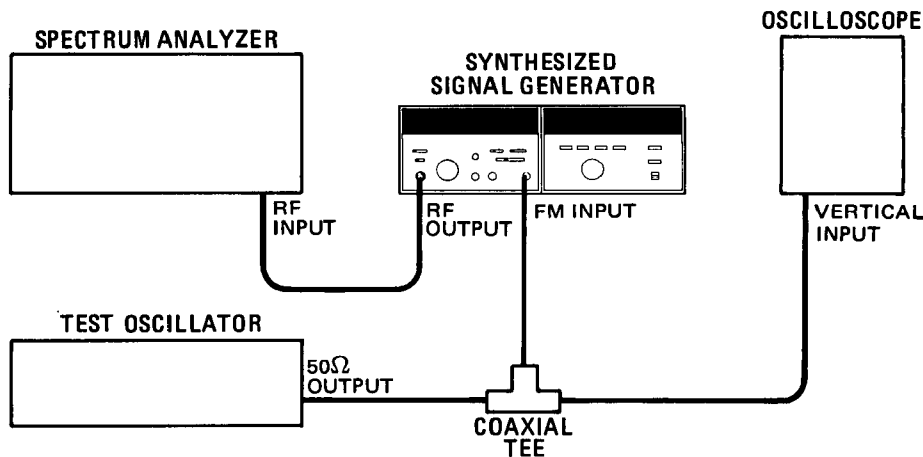 SPECTRUM ANALYZER
OSCILLOSCOPE
SYNTHESIZED
SIGNAL GENERATOR
RF
INPUT
RF
OUTPUT
FM INPUT
VERTICAL
INPUT
TEST OSCILLATOR
50Ω
OUTPUT
COAXIAL
TEE